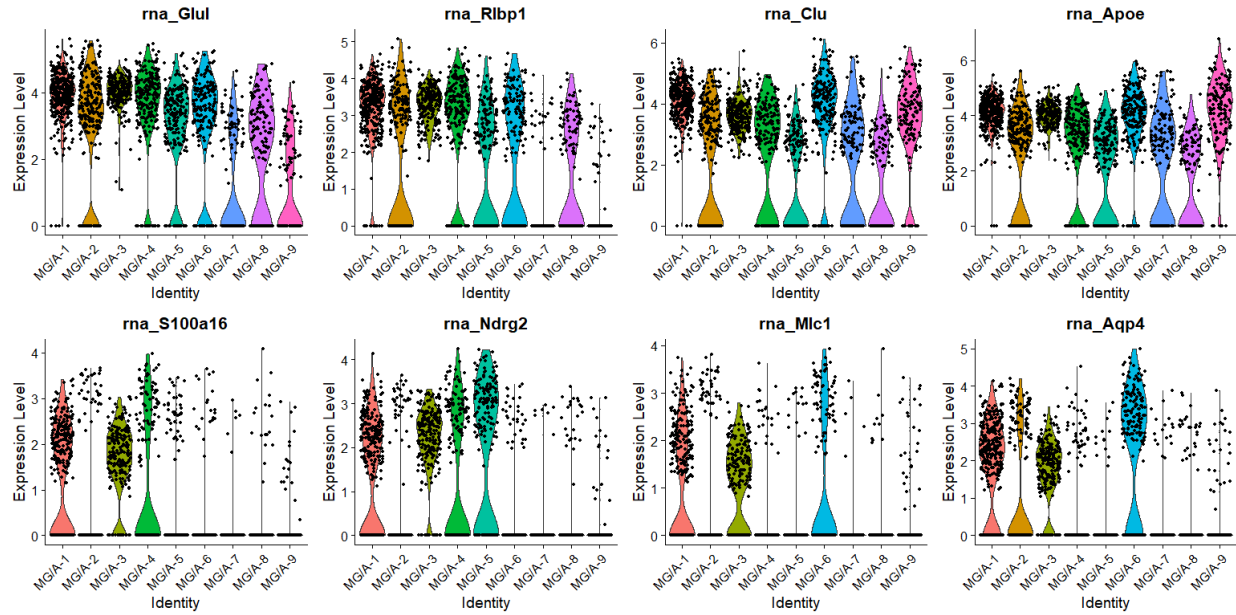 rna_Glul
rna_Rlbp1
rna_Clu
rna_Apoe
Expression Level
4
2
0
MG/A-1
MG/A-2
MG/A-3
MG/A-4
MG/A-5
MG/A-6
MG/A-7
MG/A-8
MG/A-9
Identity
Expression Level
5
4
3
2
1
0
MG/A-1
MG/A-2
MG/A-3
MG/A-4
MG/A-5
MG/A-6
MG/A-7
MG/A-8
MG/A-9
Identity
Expression Level
6
4
2
0
MG/A-1
MG/A-2
MG/A-3
MG/A-4
MG/A-5
MG/A-6
MG/A-7
MG/A-8
MG/A-9
Identity
Expression Level
6
4
2
0
MG/A-1
MG/A-2
MG/A-3
MG/A-4
MG/A-5
MG/A-6
MG/A-7
MG/A-8
MG/A-9
Identity
rna_S100a16
rna_Ndrg2
rna_Mlc1
rna_Aqp4
Expression Level
4
3
2
1
0
MG/A-1
MG/A-2
MG/A-3
MG/A-4
MG/A-5
MG/A-6
MG/A-7
MG/A-8
MG/A-9
Identity
Expression Level
4
3
2
1
0
MG/A-1
MG/A-2
MG/A-3
MG/A-4
MG/A-5
MG/A-6
MG/A-7
MG/A-8
MG/A-9
Identity
Expression Level
4
3
2
1
0
MG/A-1
MG/A-2
MG/A-3
MG/A-4
MG/A-5
MG/A-6
MG/A-7
MG/A-8
MG/A-9
Identity
Expression Level
5
4
3
2
1
0
MG/A-1
MG/A-2
MG/A-3
MG/A-4
MG/A-5
MG/A-6
MG/A-7
MG/A-8
MG/A-9
Identity